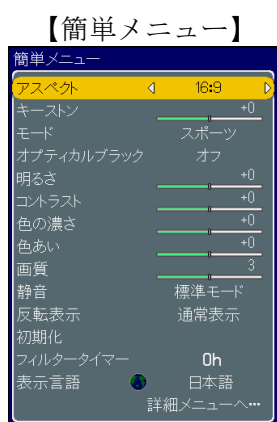 【簡単メニュー】
簡単メニュー
アスペクト 16:9
キーストン +0
モード スポーツ
オプティカルブラック オフ
明るさ +0
コントラスト +0
色の濃さ +0
色あい +0
画質 3
静音 標準モード
反転表示 通常表示
初期化
フィルタータイマー 0h
表示言語 日本語
詳細メニューへ…